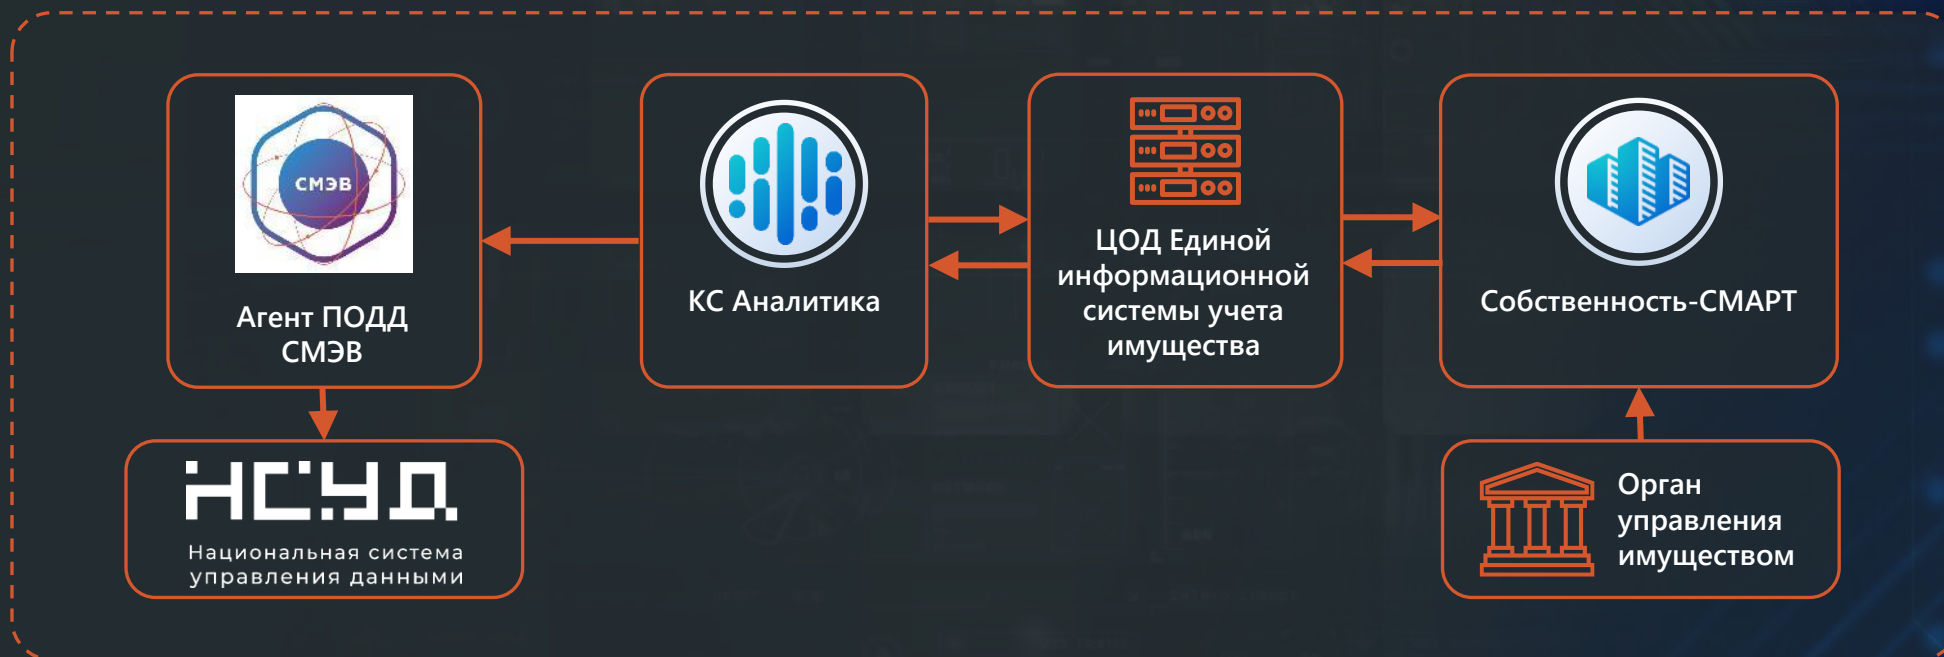 СМЭВ
Агент ПОДД
СМЭВ
КС Аналитика
ЦОД Единой
информационной
системы учета
имущества
Собственность-СМАРТ
НСУД
Национальная система
управления данными
Орган
управления
имуществом